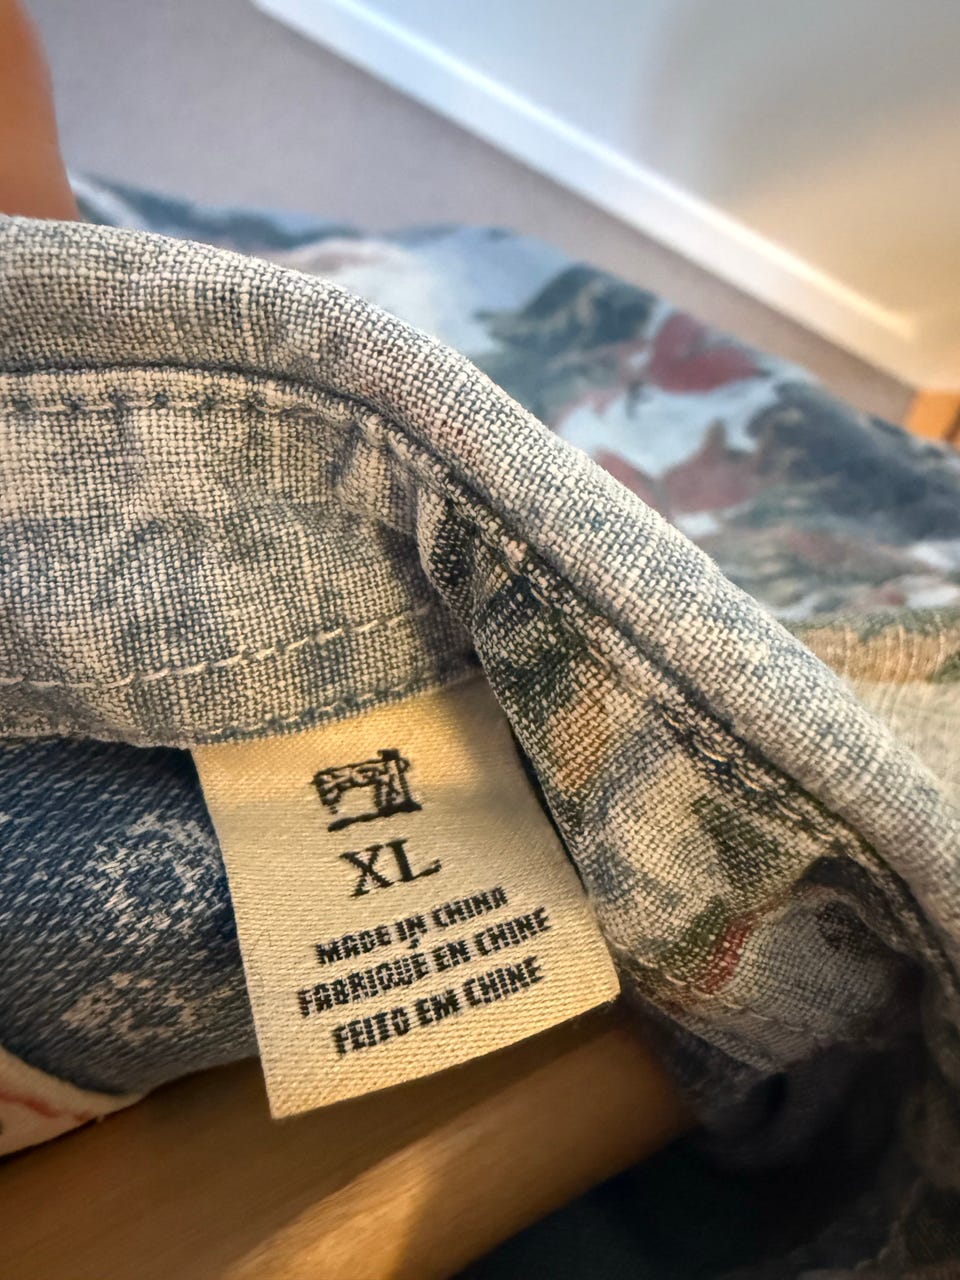 XL
MADE IN CHINA
FABRIQUÉ EN CHINE
FEITO EM CHINE